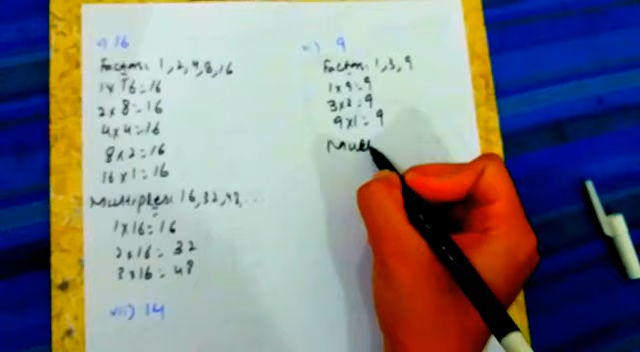 v) 16
Factors: 1, 2, 4, 8, 16
1 x 16 = 16
2 x 8 = 16
4 x 4 = 16
8 x 2 = 16
16 x 1 = 16
Multiples: 16, 32, 48, ...
1 x 16 = 16
2 x 16 = 32
3 x 16 = 48
vii) 14
9
Factors: 1, 3, 9
1 x 9 = 9
3 x 3 = 9
9 x 1 = 9
Mult